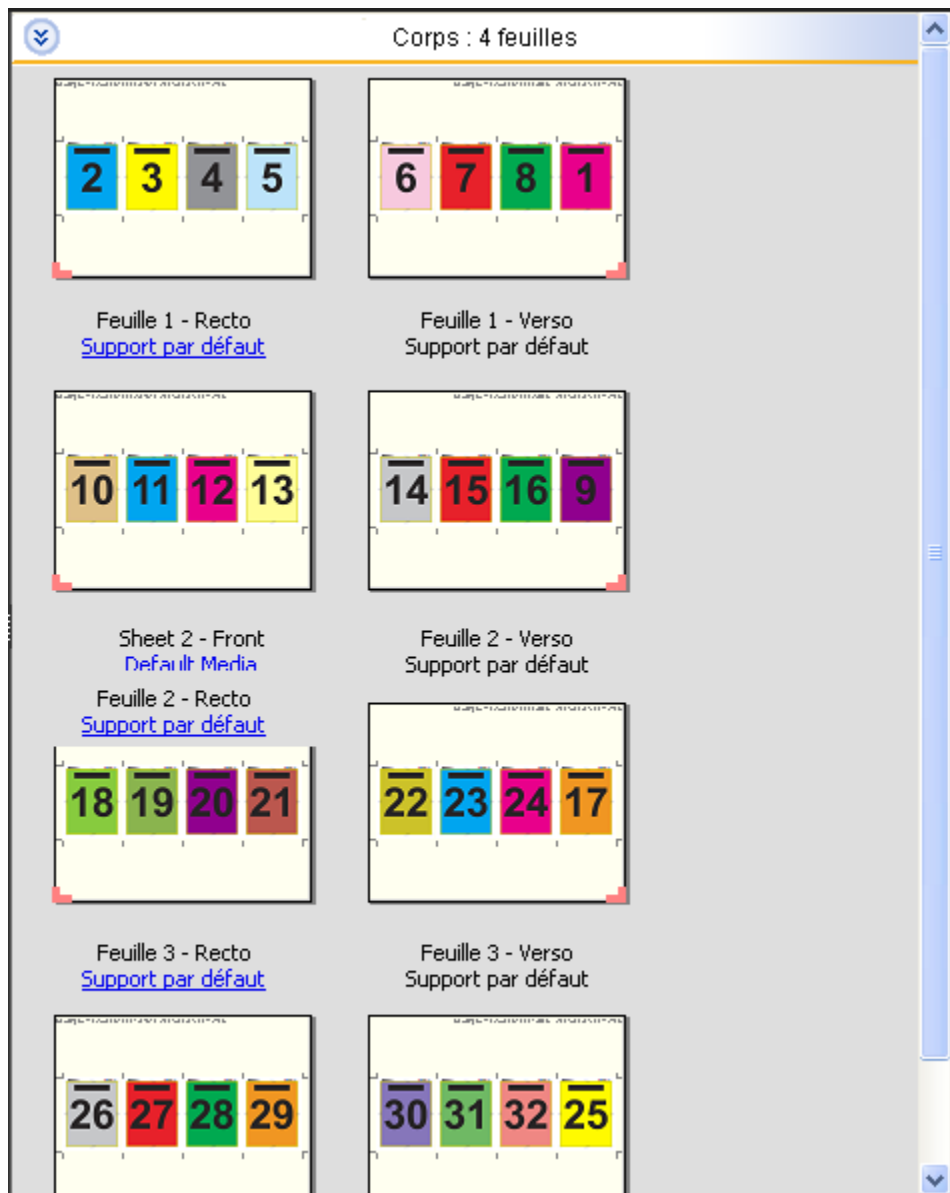 Corps : 4 feuilles
2 3 4 5
6 7 8 1
Feuille 1 - Recto
Support par défaut
Feuille 1 - Verso
Support par défaut
10 11 12 13
14 15 16 9
Sheet 2 - Front
Default Media
Feuille 2 - Verso
Support par défaut
Feuille 2 - Recto
Support par défaut
18 19 20 21
22 23 24 17
Feuille 3 - Recto
Support par défaut
Feuille 3 - Verso
Support par défaut
26 27 28 29
30 31 32 25